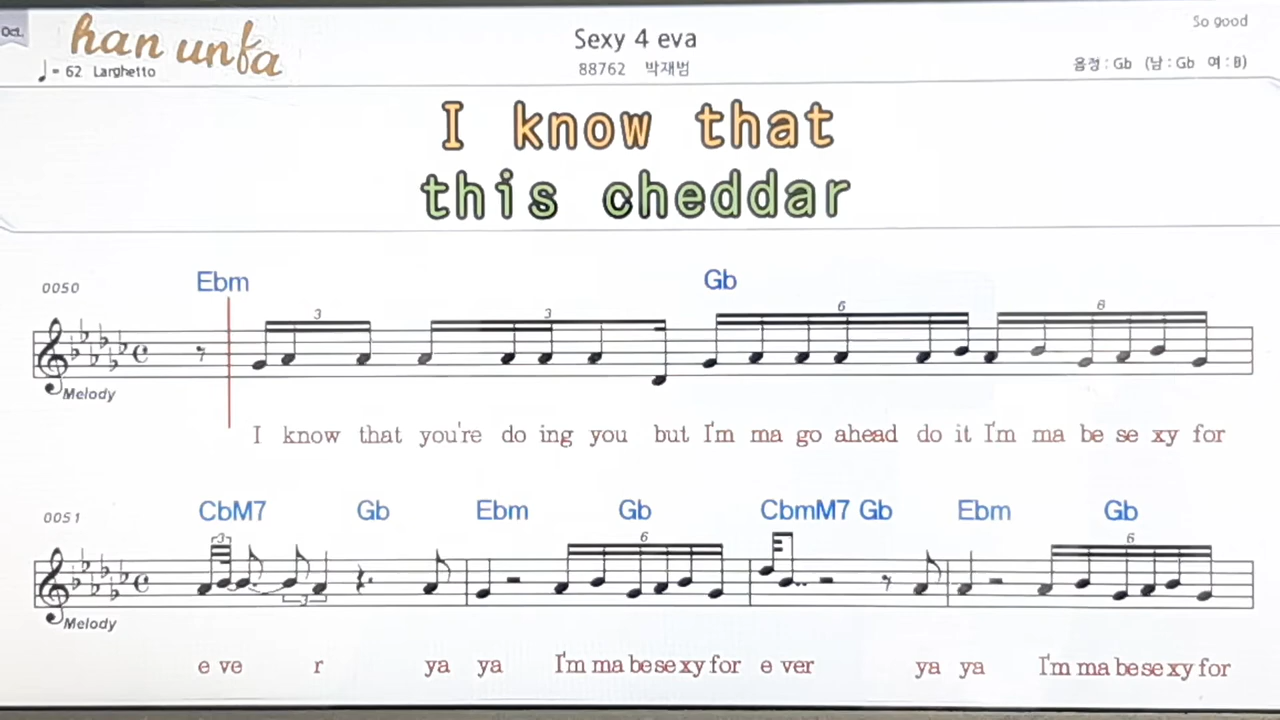 Oct.
han unfa
So good
Sexy 4 eva
♩= 62 Larghetto
88762 박재범
음정 : Gb (남 : Gb 여 : B)
I know that
this cheddar
Ebm Gb
0050
3 3 6 6
Melody
I know that you're do ing you but I'm ma go ahead do it I'm ma be se xy for
CbM7 Gb Ebm Gb CbmM7 Gb Ebm Gb
0051
3 6 6
Melody
e ve r ya ya I'm ma be se xy for e ver ya ya I'm ma be se xy for